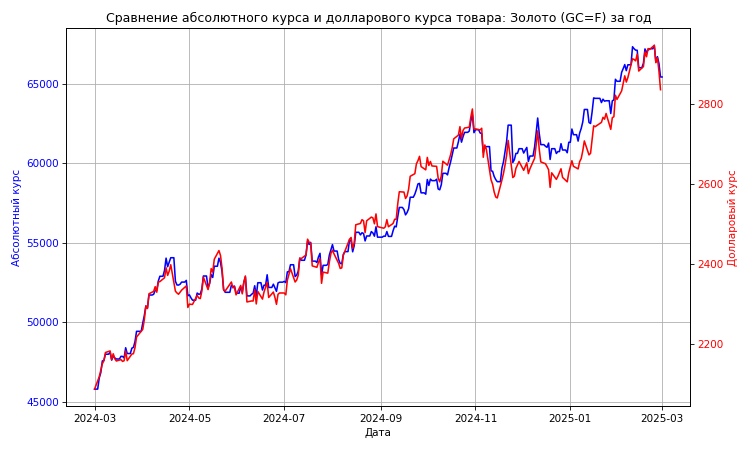 Сравнение абсолютного курса и долларового курса товара: Золото (GC=F) за год
Абсолютный курс
65000
60000
55000
50000
45000
2800
2600
2400
2200
Долларовый курс
2024-03 2024-05 2024-07 2024-09 2024-11 2025-01 2025-03
Дата